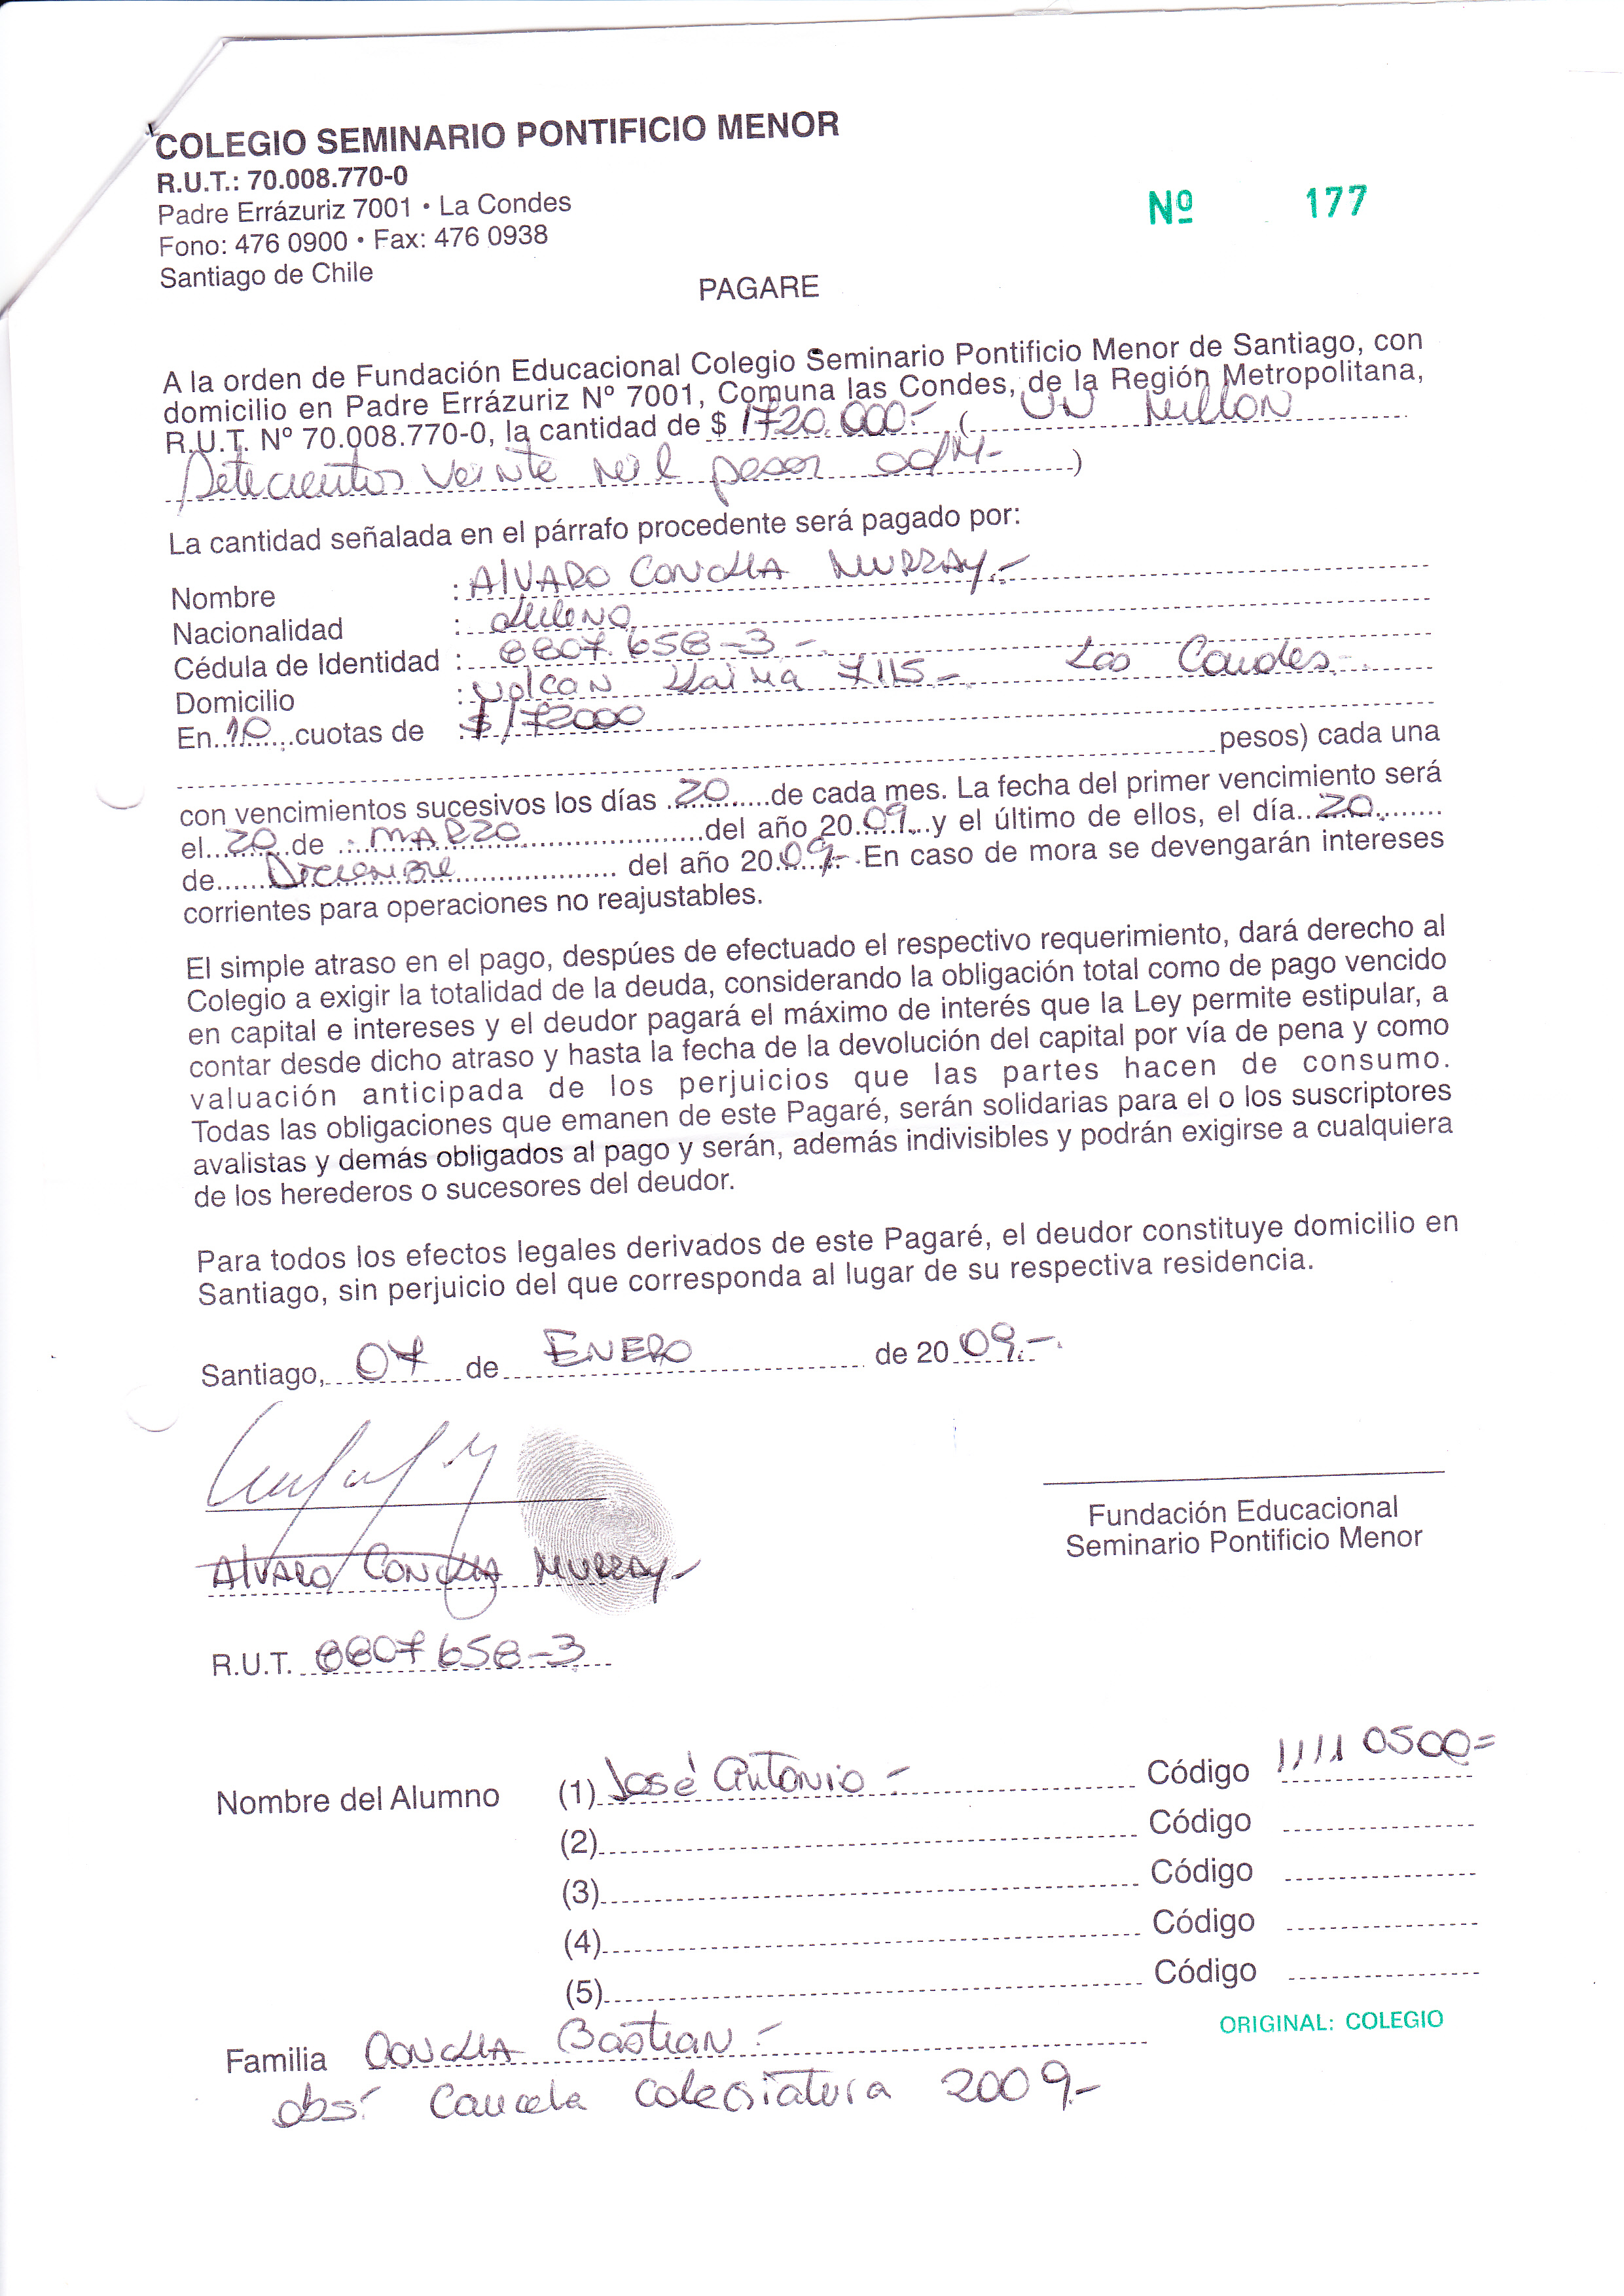 COLEGIO SEMINARIO PONTIFICIO MENOR
R.U.T.: 70.008.770-0
Padre Errázuriz 7001 • La Condes
Fono: 476 0900 • Fax: 476 0938
Santiago de Chile
Nº 177
PAGARE
A la orden de Fundación Educacional Colegio Seminario Pontificio Menor de Santiago, con
domicilio en Padre Errázuriz Nº 7001, Comuna las Condes, de la Región Metropolitana,
R.U.T. Nº 70.008.770-0, la cantidad de $ 1720.000.- ( UN Millon
Setecientos Veinte Mil pesos )
La cantidad señalada en el párrafo procedente será pagado por:
Nombre : Alvaro Concha Murray.-
Nacionalidad : chileno
Cédula de Identidad : 8807.658-3.-
Domicilio : Volcan Llaima 7115.- Las Condes.-
En 10 cuotas de : $ 172000
pesos) cada una
con vencimientos sucesivos los días 20 de cada mes. La fecha del primer vencimiento será
el 20 de MARZO del año 2009 y el último de ellos, el día 20
de Diciembre del año 2009.- En caso de mora se devengarán intereses
corrientes para operaciones no reajustables.
El simple atraso en el pago, despúes de efectuado el respectivo requerimiento, dará derecho al
Colegio a exigir la totalidad de la deuda, considerando la obligación total como de pago vencido
en capital e intereses y el deudor pagará el máximo de interés que la Ley permite estipular, a
contar desde dicho atraso y hasta la fecha de la devolución del capital por vía de pena y como
valuación anticipada de los perjuicios que las partes hacen de consumo.
Todas las obligaciones que emanen de este Pagaré, serán solidarias para el o los suscriptores
avalistas y demás obligados al pago y serán, además indivisibles y podrán exigirse a cualquiera
de los herederos o sucesores del deudor.
Para todos los efectos legales derivados de este Pagaré, el deudor constituye domicilio en
Santiago, sin perjuicio del que corresponda al lugar de su respectiva residencia.
Santiago, 07 de ENERO de 2009.-
Fundación Educacional
Seminario Pontificio Menor
Alvaro Concha Murray-
R.U.T. 8807658-3
Nombre del Alumno (1) José Antonio.- Código 11110500=
(2) Código
(3) Código
(4) Código
(5) Código
ORIGINAL: COLEGIO
Familia Concha Bastian.-
obs: Cancela Colegiatura 2009.-